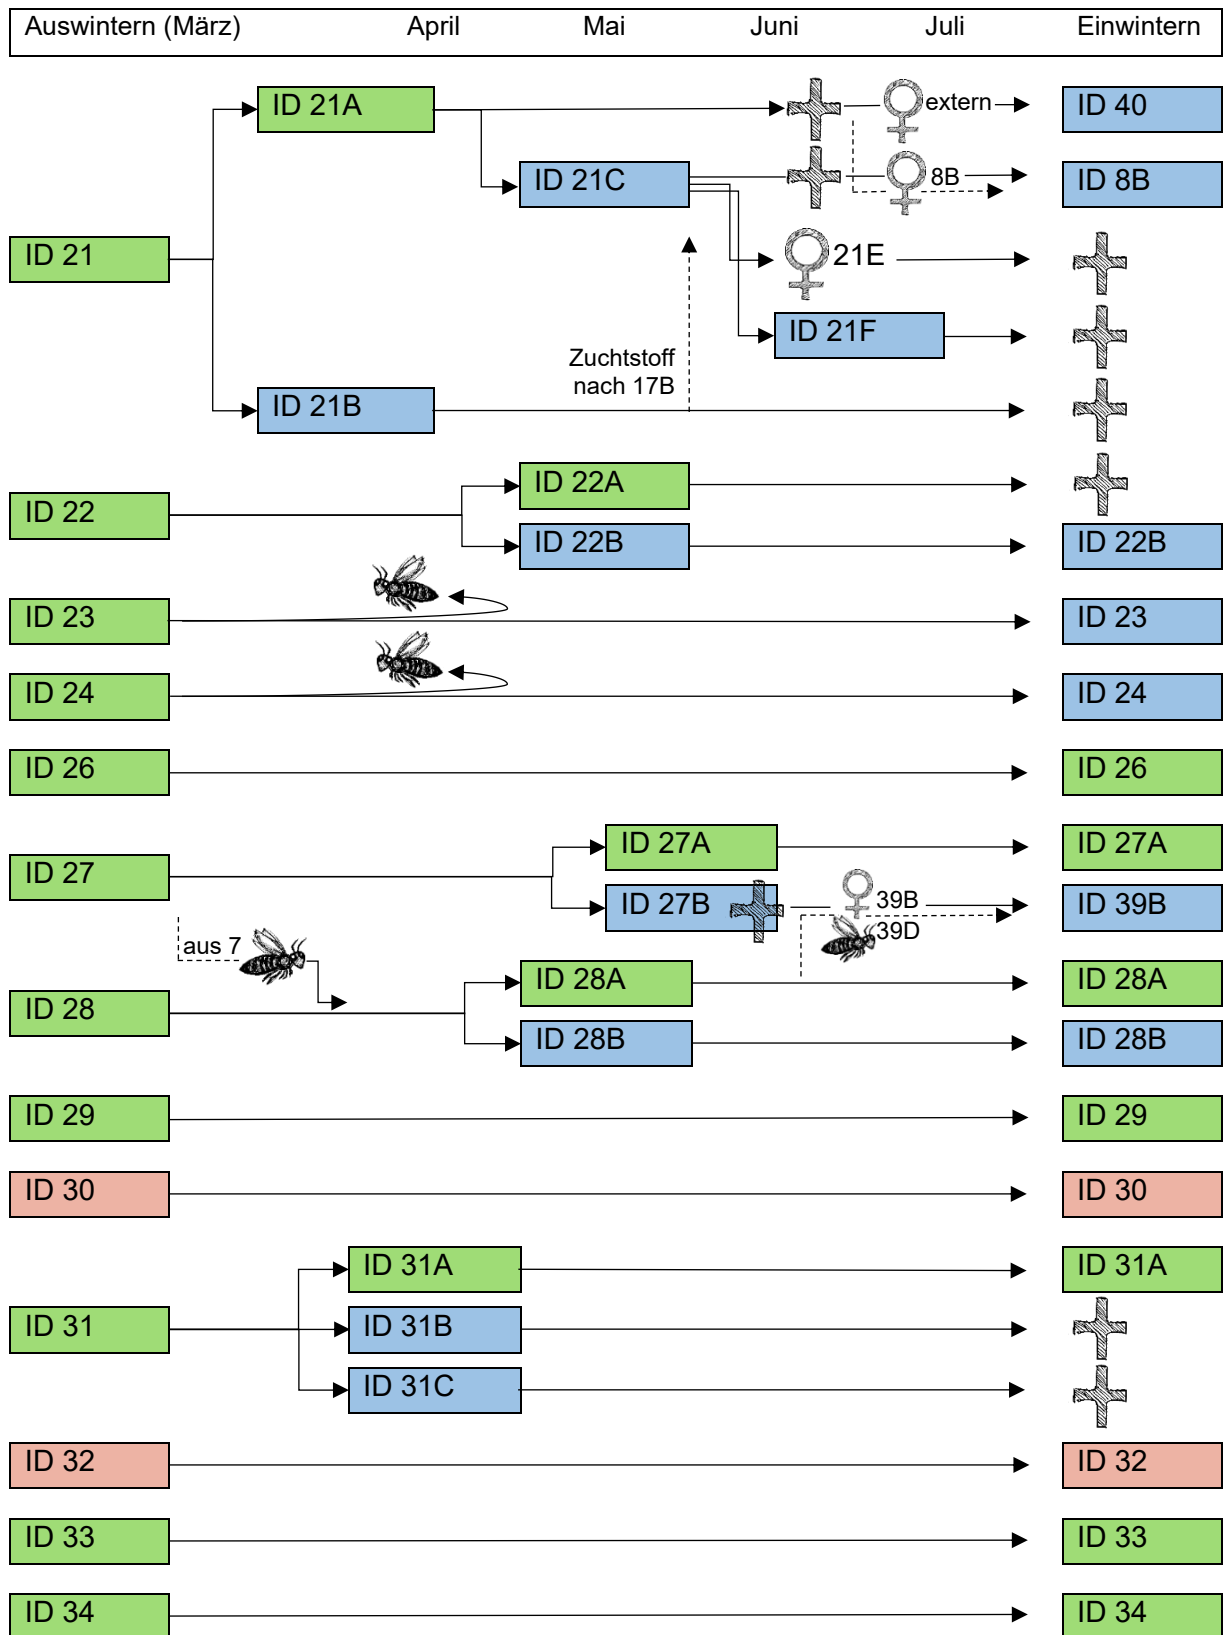 Auswintern (März) April Mai Juni Juli Einwintern
ID 21A extern ID 40
ID 21C 8B ID 8B
ID 21 21E
ID 21F
Zuchtstoff
nach 17B
ID 21B
ID 22A
ID 22
ID 22B ID 22B
ID 23 ID 23
ID 24 ID 24
ID 26 ID 26
ID 27A ID 27A
ID 27
ID 27B 39B ID 39B
39D
aus 7
ID 28A ID 28A
ID 28
ID 28B ID 28B
ID 29 ID 29
ID 30 ID 30
ID 31A ID 31A
ID 31 ID 31B
ID 31C
ID 32 ID 32
ID 33 ID 33
ID 34 ID 34